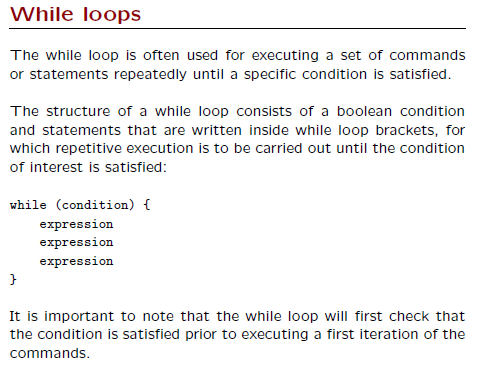 While loops
The while loop is often used for executing a set of commands
or statements repeatedly until a specific condition is satisfied.
The structure of a while loop consists of a boolean condition
and statements that are written inside while loop brackets, for
which repetitive execution is to be carried out until the condition
of interest is satisfied:
while (condition) {
    expression
    expression
    expression
}
It is important to note that the while loop will first check that
the condition is satisfied prior to executing a first iteration of the
commands.